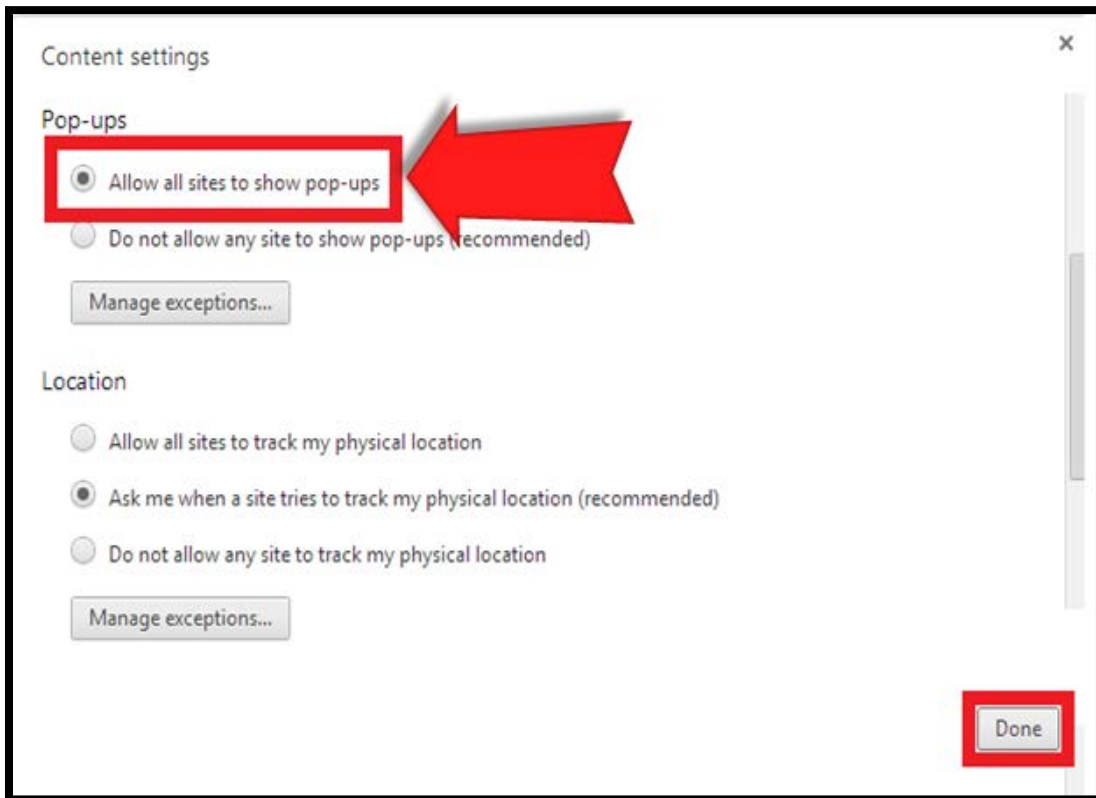 Content settings
Pop-ups
Allow all sites to show pop-ups
Do not allow any site to show pop-ups (recommended)
Manage exceptions...
Location
Allow all sites to track my physical location
Ask me when a site tries to track my physical location (recommended)
Do not allow any site to track my physical location
Manage exceptions...
Done